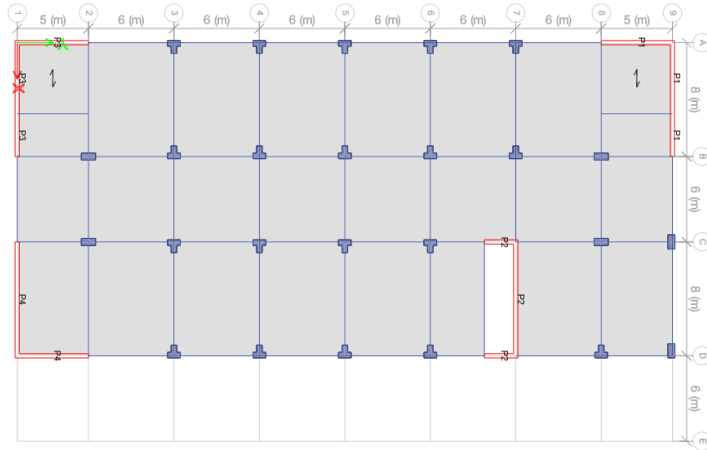 1 2 3 4 5 6 7 8 9
5 (m) 6 (m) 6 (m) 6 (m) 6 (m) 6 (m) 6 (m) 5 (m)
P3 P1 A
P3 P1 8 (m)
P3 P1
B
6 (m)
P2 C
P4 P2 8 (m)
P4 P2 D
6 (m)
E